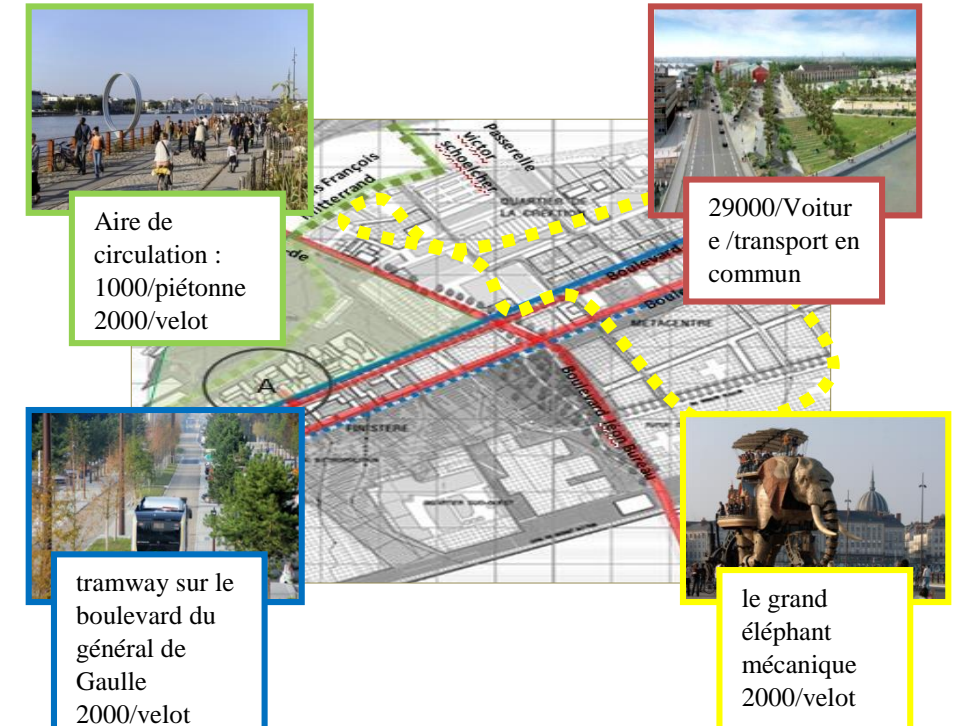 Aire de
circulation :
1000/piétonne
2000/velot
29000/Voitur
e /transport en
commun
Passerelle
victor
schoelcher
François
Mitterrand
QUARTIER DE
LA CREATION
Boulevard
METACENTRE
A
FINISTERE
Boulevard léon Bureau
tramway sur le
boulevard du
général de
Gaulle
2000/velot
le grand
éléphant
mécanique
2000/velot